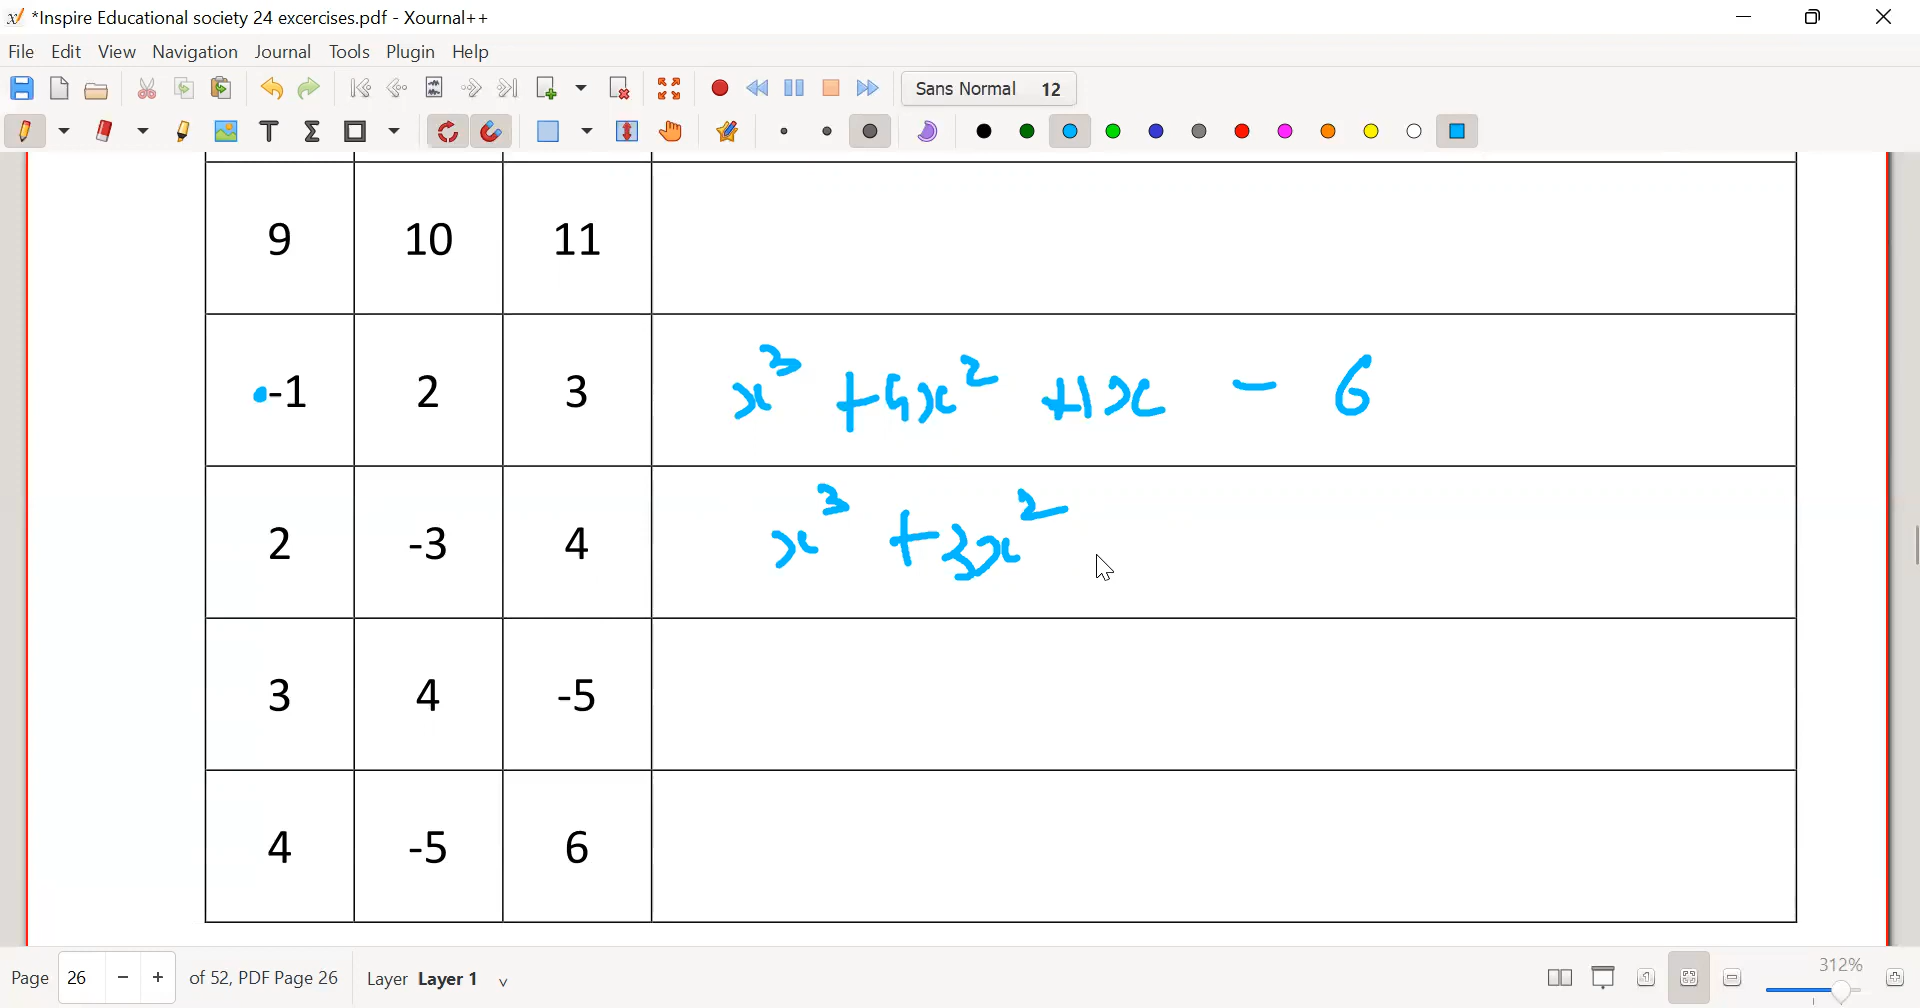 *Inspire Educational society 24 excercises.pdf - Xournal++
File Edit View Navigation Journal Tools Plugin Help
Sans Normal 12
9 10 11
-1 2 3 x³ +4x² +1x - 6
2 -3 4 x³ +3x²
3 4 -5
4 -5 6
Page 26 - + of 52, PDF Page 26 Layer Layer 1 312%